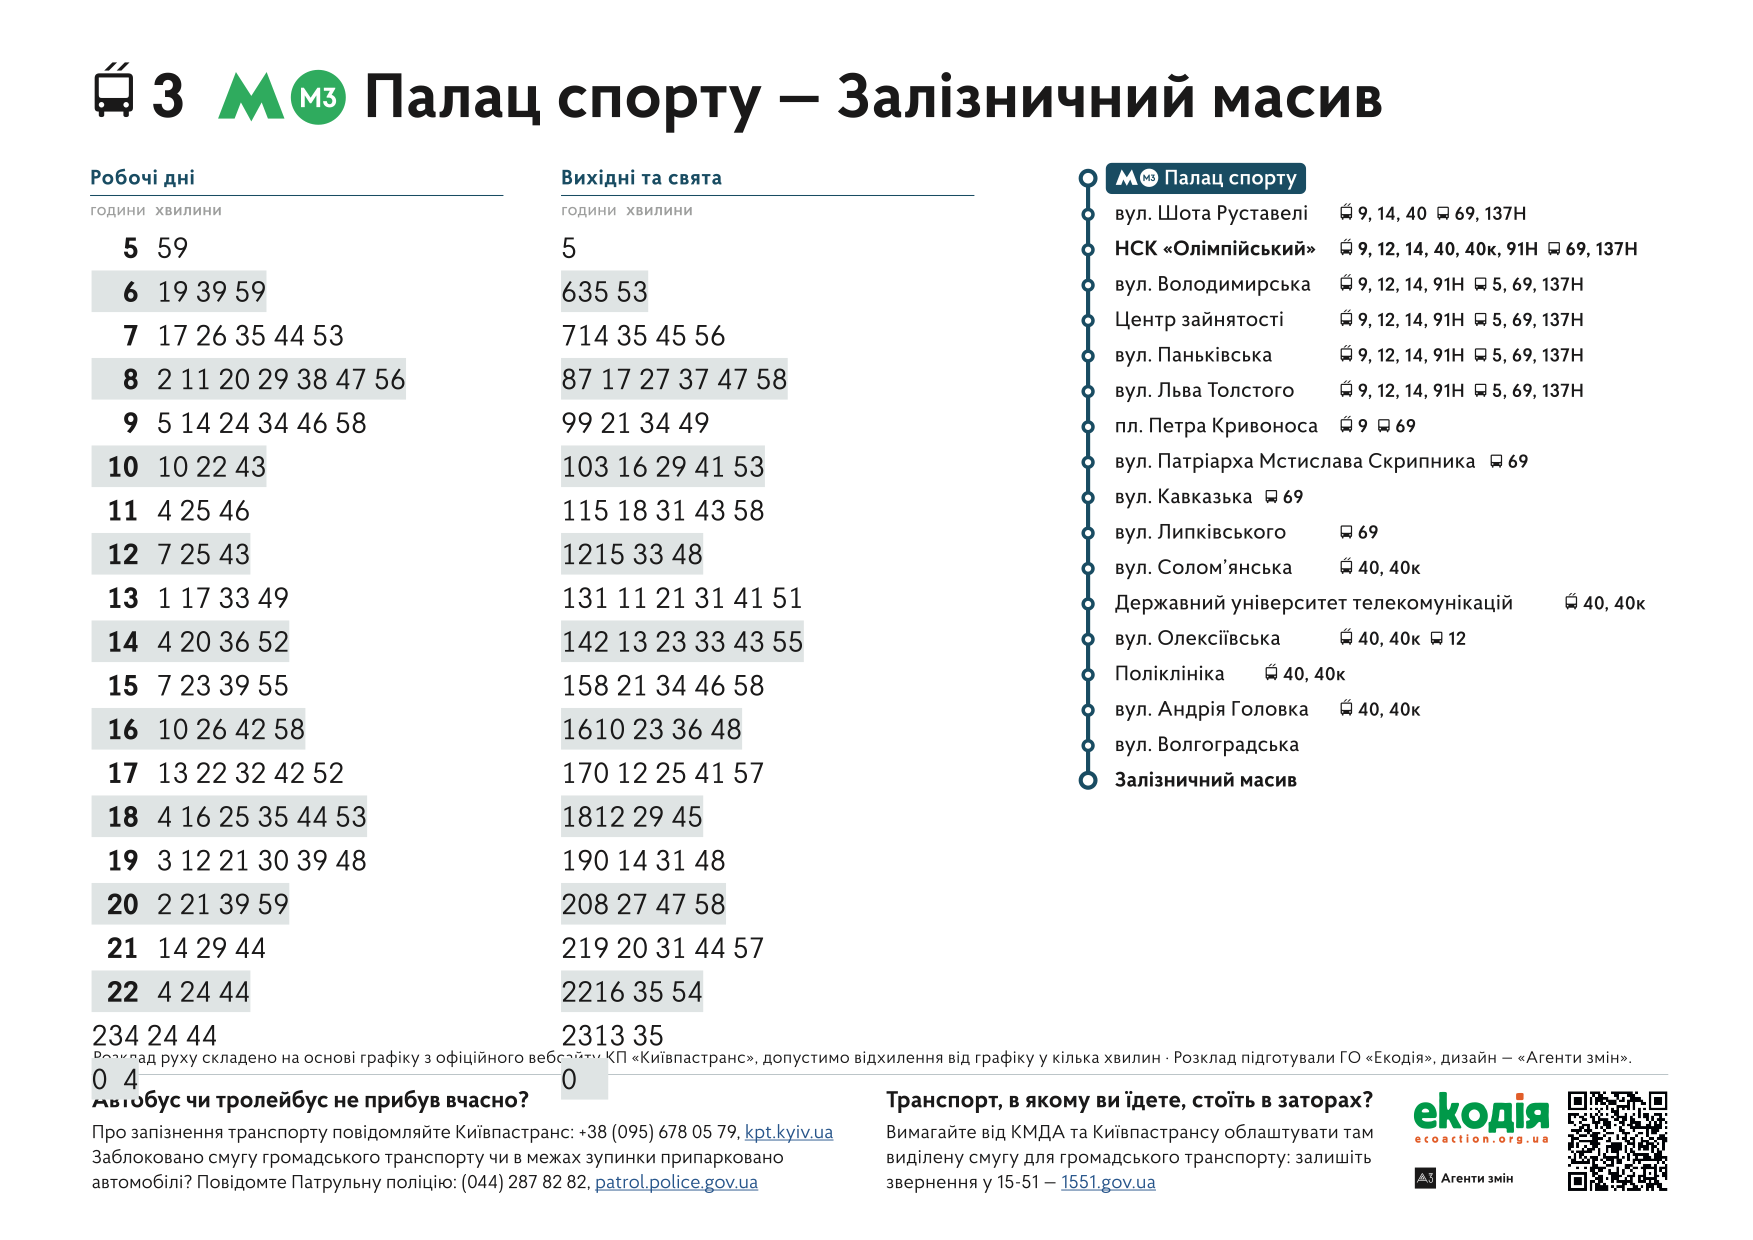 3 М М3 Палац спорту — Залізничний масив
Робочі дні
години хвилини
5 59
6 19 39 59
7 17 26 35 44 53
8 2 11 20 29 38 47 56
9 5 14 24 34 46 58
10 10 22 43
11 4 25 46
12 7 25 43
13 1 17 33 49
14 4 20 36 52
15 7 23 39 55
16 10 26 42 58
17 13 22 32 42 52
18 4 16 25 35 44 53
19 3 12 21 30 39 48
20 2 21 39 59
21 14 29 44
22 4 24 44
234 24 44
0 4
Вихідні та свята
години хвилини
5
635 53
714 35 45 56
87 17 27 37 47 58
99 21 34 49
103 16 29 41 53
115 18 31 43 58
1215 33 48
131 11 21 31 41 51
142 13 23 33 43 55
158 21 34 46 58
1610 23 36 48
170 12 25 41 57
1812 29 45
190 14 31 48
208 27 47 58
219 20 31 44 57
2216 35 54
2313 35
0
М М3 Палац спорту
вул. Шота Руставелі 9, 14, 40 69, 137Н
НСК «Олімпійський» 9, 12, 14, 40, 40к, 91Н 69, 137Н
вул. Володимирська 9, 12, 14, 91Н 5, 69, 137Н
Центр зайнятості 9, 12, 14, 91Н 5, 69, 137Н
вул. Паньківська 9, 12, 14, 91Н 5, 69, 137Н
вул. Льва Толстого 9, 12, 14, 91Н 5, 69, 137Н
пл. Петра Кривоноса 9 69
вул. Патріарха Мстислава Скрипника 69
вул. Кавказька 69
вул. Липківського 69
вул. Солом’янська 40, 40к
Державний університет телекомунікацій 40, 40к
вул. Олексіївська 40, 40к 12
Поліклініка 40, 40к
вул. Андрія Головка 40, 40к
вул. Волгоградська
Залізничний масив
Розклад руху складено на основі графіку з офіційного вебсайту КП «Київпастранс», допустимо відхилення від графіку у кілька хвилин · Розклад підготували ГО «Екодія», дизайн — «Агенти змін».
Автобус чи тролейбус не прибув вчасно?
Про запізнення транспорту повідомляйте Київпастранс: +38 (095) 678 05 79, kpt.kyiv.ua
Заблоковано смугу громадського транспорту чи в межах зупинки припарковано
автомобілі? Повідомте Патрульну поліцію: (044) 287 82 82, patrol.police.gov.ua
Транспорт, в якому ви їдете, стоїть в заторах?
Вимагайте від КМДА та Київпастрансу облаштувати там
виділену смугу для громадського транспорту: залишіть
звернення у 15-51 — 1551.gov.ua
екодія
ecoaction.org.ua
АЗ Агенти змін